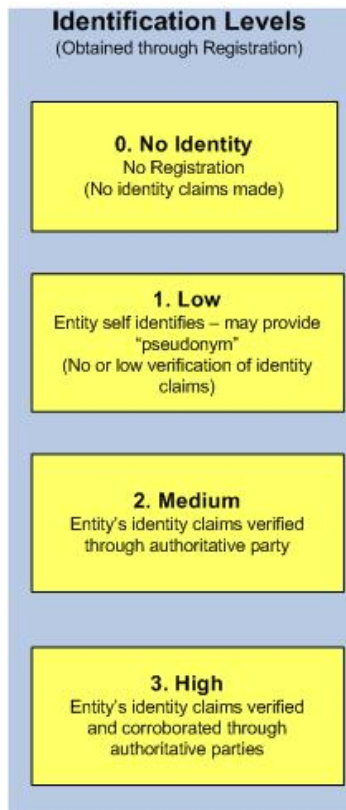 Identification Levels
(Obtained through Registration)
0. No Identity
No Registration
(No identity claims made)
1. Low
Entity self identifies – may provide
“pseudonym”
(No or low verification of identity
claims)
2. Medium
Entity’s identity claims verified
through authoritative party
3. High
Entity’s identity claims verified
and corroborated through
authoritative parties